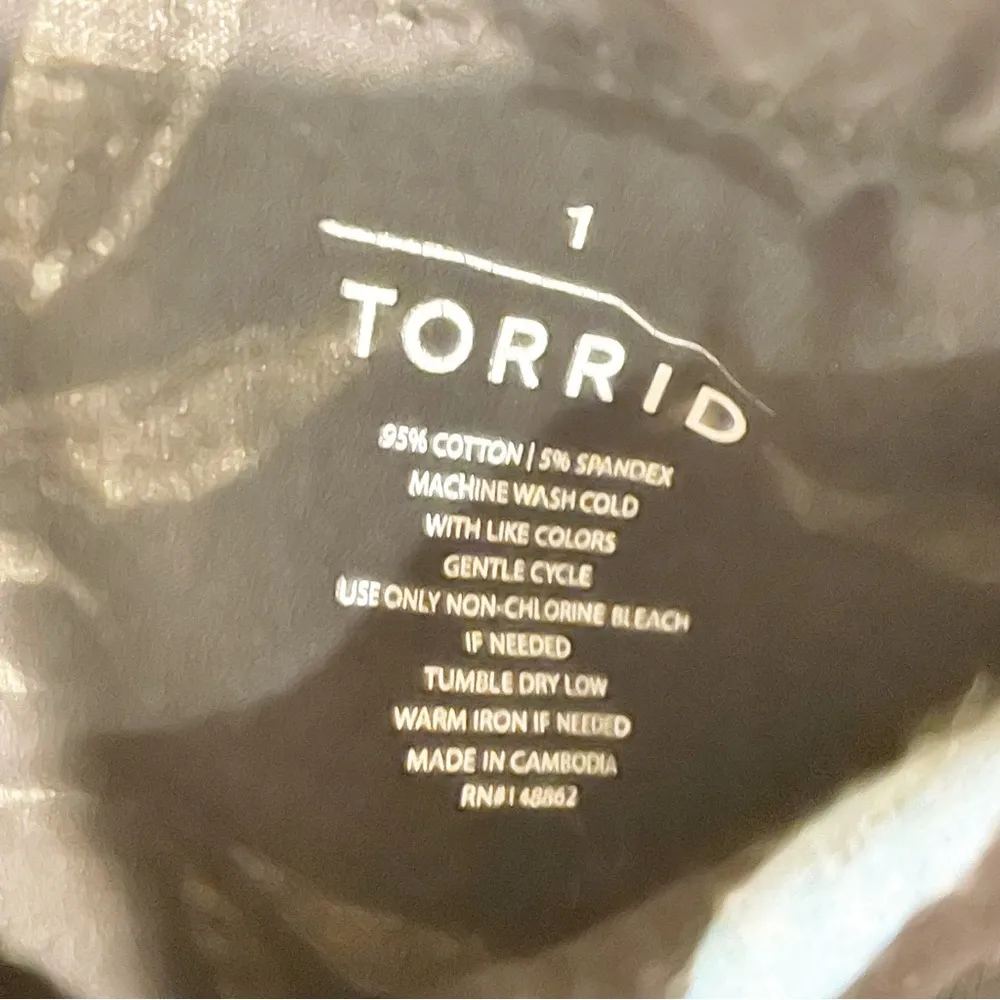 1
TORRID
95% COTTON | 5% SPANDEX
MACHINE WASH COLD
WITH LIKE COLORS
GENTLE CYCLE
USE ONLY NON-CHLORINE BLEACH
IF NEEDED
TUMBLE DRY LOW
WARM IRON IF NEEDED
MADE IN CAMBODIA
RN#148862